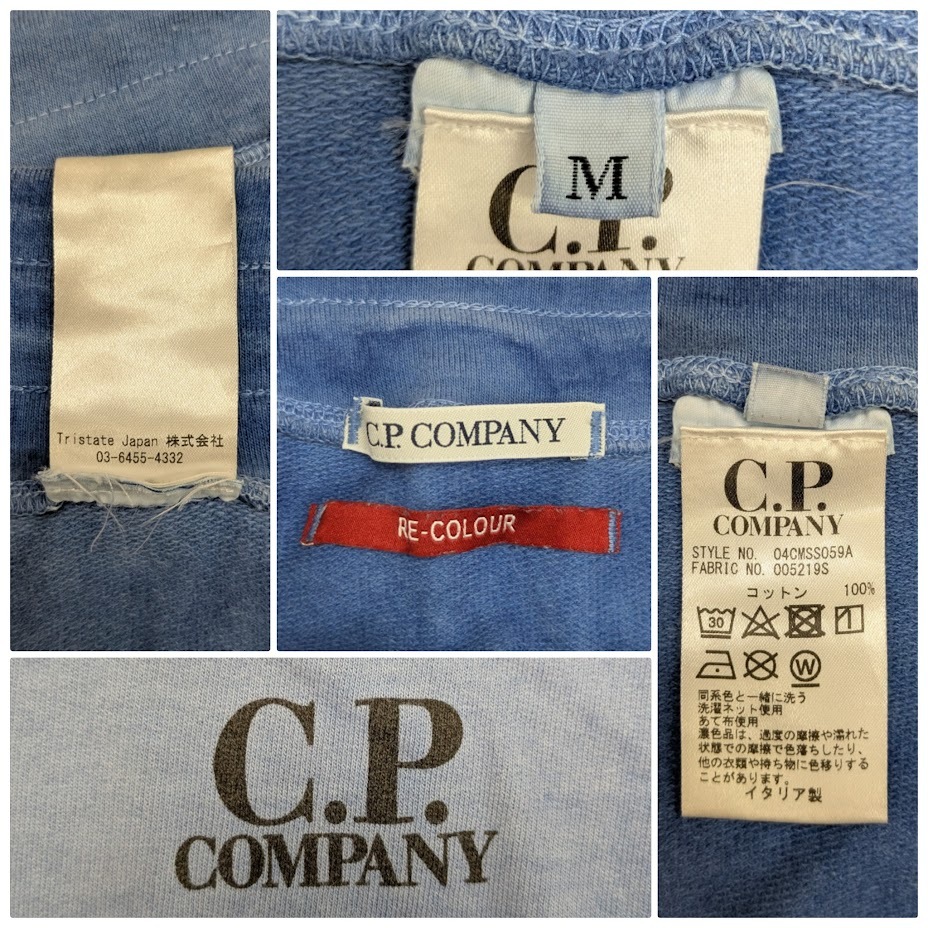 Tristate Japan 株式会社
03-6455-4332
M
C.P.
COMPANY
C.P. COMPANY
RE-COLOUR
C.P.
COMPANY
STYLE NO. 04CMSS059A
FABRIC NO. 005219S
コットン 100%
30
W
同系色と一緒に洗う
洗濯ネット使用
あて布使用
濃色品は、過度の摩擦や濡れた
状態での摩擦で色落ちしたり、
他の衣類や持ち物に色移りする
ことがあります。
イタリア製
C.P.
COMPANY